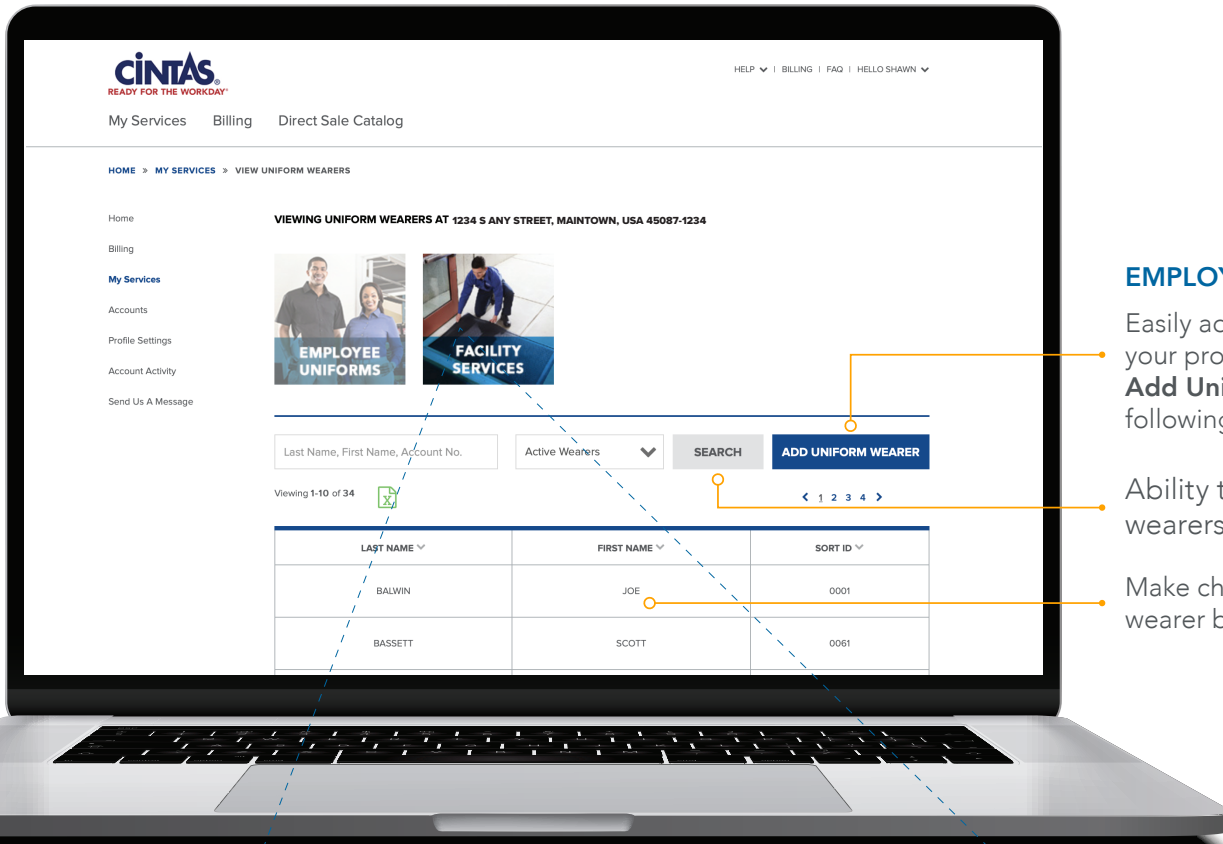 CINTAS®
READY FOR THE WORKDAY®
HELP | BILLING | FAQ | HELLO SHAWN
My Services Billing Direct Sale Catalog
HOME » MY SERVICES » VIEW UNIFORM WEARERS
Home
Billing
My Services
Accounts
Profile Settings
Account Activity
Send Us A Message
VIEWING UNIFORM WEARERS AT 1234 S ANY STREET, MAINTOWN, USA 45087-1234
EMPLOYEE
UNIFORMS
FACILITY
SERVICES
Last Name, First Name, Account No. Active Wearers SEARCH ADD UNIFORM WEARER
Viewing 1-10 of 34 X < 1 2 3 4 >
LAST NAME FIRST NAME SORT ID
BALWIN JOE 0001
BASSETT SCOTT 0061
EMPLOY
Easily ac
your pro
Add Uni
following
Ability t
wearers
Make ch
wearer b